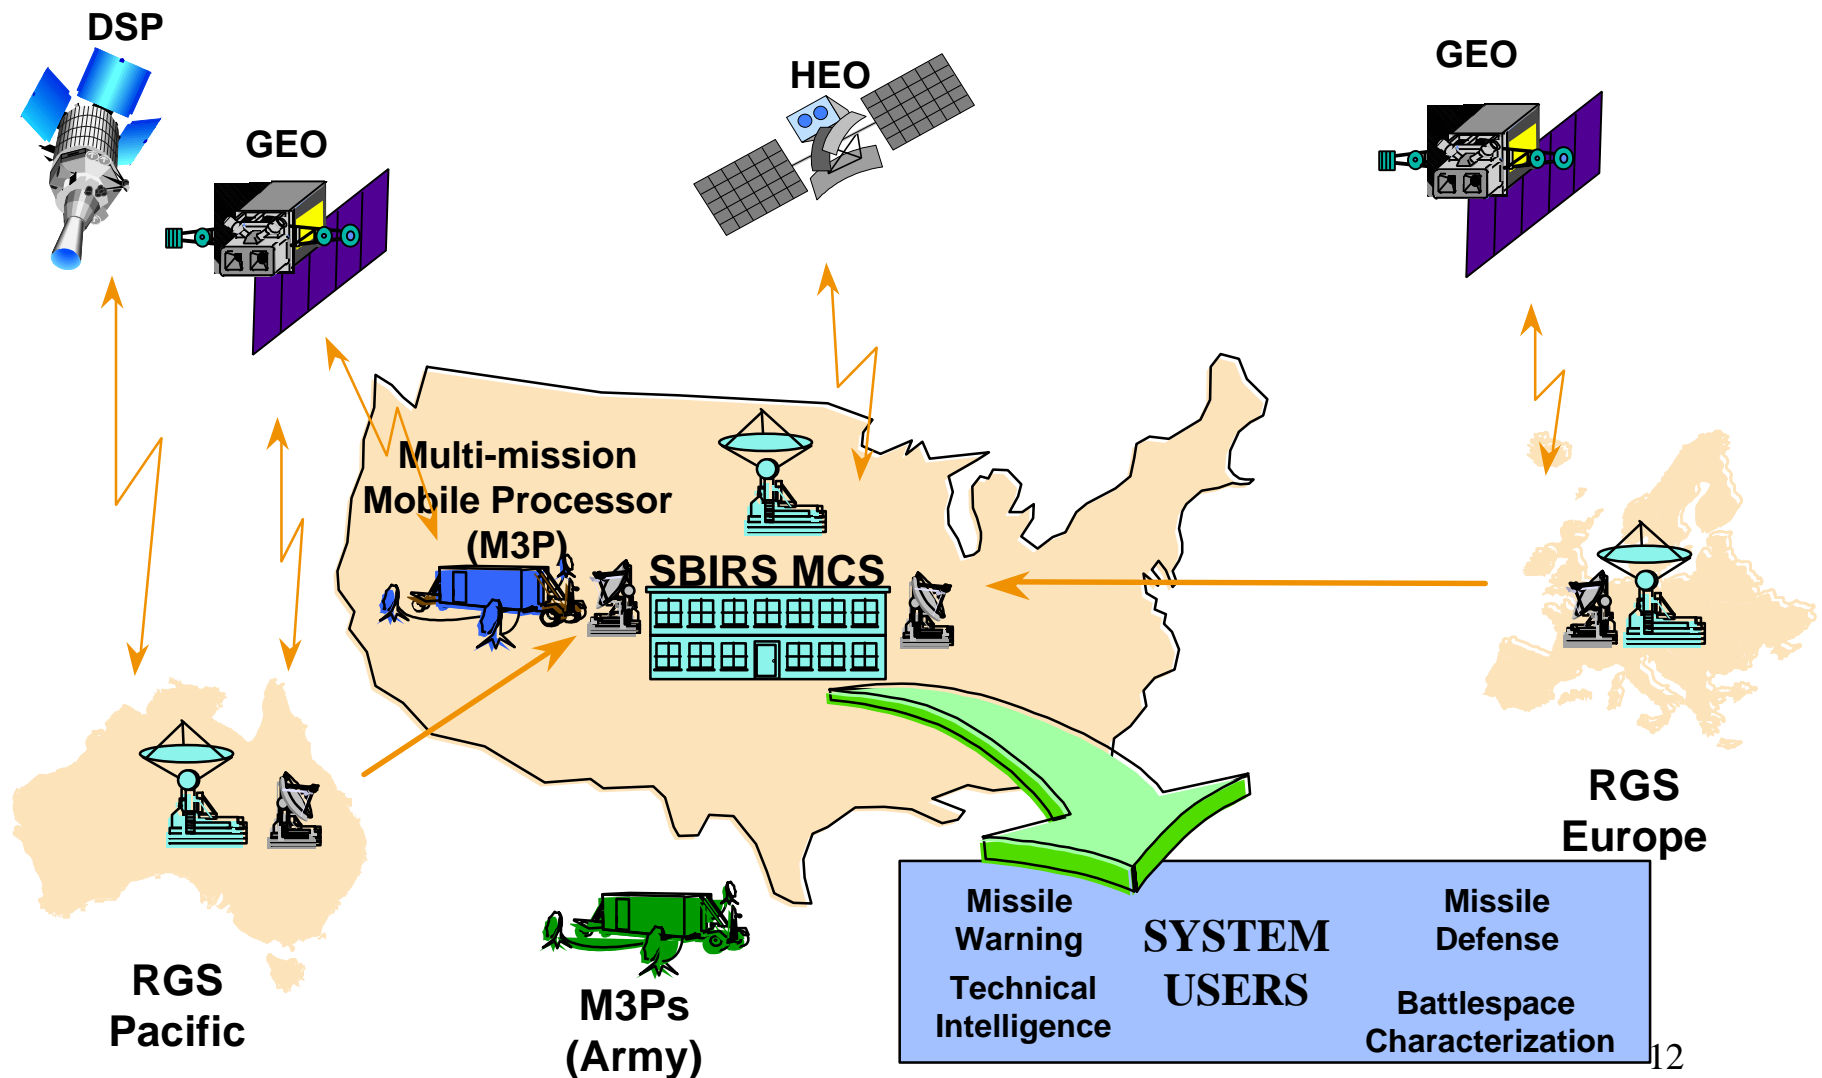 DSP
GEO
HEO
GEO
Multi-mission
Mobile Processor
(M3P)
SBIRS MCS
RGS
Europe
RGS
Pacific
M3Ps
(Army)
Missile
Warning
Technical
Intelligence
SYSTEM
USERS
Missile
Defense
Battlespace
Characterization
12